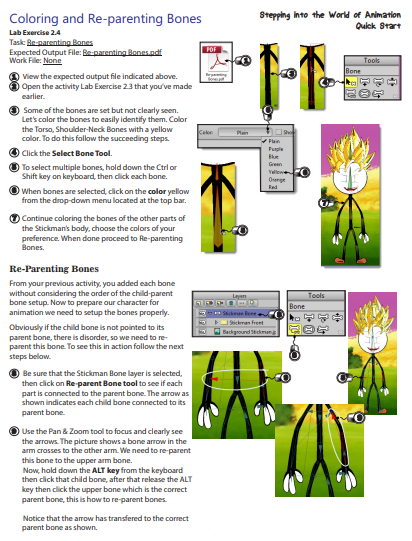 Coloring and Re-parenting Bones
Stepping into the World of Animation
Quick Start
Lab Exercise 2.4
Task: Re-parenting Bones
Expected Output File: Re-parenting Bones.pdf
Work File: None
1 View the expected output file indicated above.
2 Open the activity Lab Exercise 2.3 that you've made
earlier.
3 Some of the bones are set but not clearly seen.
Let's color the bones to easily identify them. Color
the Torso, Shoulder-Neck Bones with a yellow
color. To do this follow the succeeding steps.
4 Click the Select Bone Tool.
5 To select multiple bones, hold down the Ctrl or
Shift key on keyboard, then click each bone.
6 When bones are selected, click on the color yellow
from the drop-down menu located at the top bar.
7 Continue coloring the bones of the other parts
of the Stickman's body, choose the colors of your
preference. When done proceed to Re-parenting
Bones.
PDF
Re-parenting
Bones.pdf
Tools
Bone
Color:
Plain
Show
Plain
Purple
Blue
Green
Yellow
Orange
Red
Re-Parenting Bones
From your previous activity, you added each bone
without considering the order of the child-parent
bone setup. Now to prepare our character for
animation we need to setup the bones properly.
Obviously if the child bone is not pointed to its
parent bone, there is disorder, so we need to re-
parent this bone. To see this in action follow the next
steps below.
8 Be sure that the Stickman Bone layer is selected,
then click on Re-parent Bone tool to see if each
part is connected to the parent bone. The arrow as
shown indicates each child bone connected to its
parent bone.
9 Use the Pan & Zoom tool to focus and clearly see
the arrows. The picture shows a bone arrow in the
arm crosses to the other arm. We need to re-parent
this bone to the upper arm bone.
Now, hold down the ALT key from the keyboard
then click that child bone, after that release the ALT
key then click the upper bone which is the correct
parent bone, this is how to re-parent bones.
Notice that the arrow has transfered to the correct
parent bone as shown.
Layers
Stickman Bone
Stickman Front
Background Stickman.jp
Tools
Bone